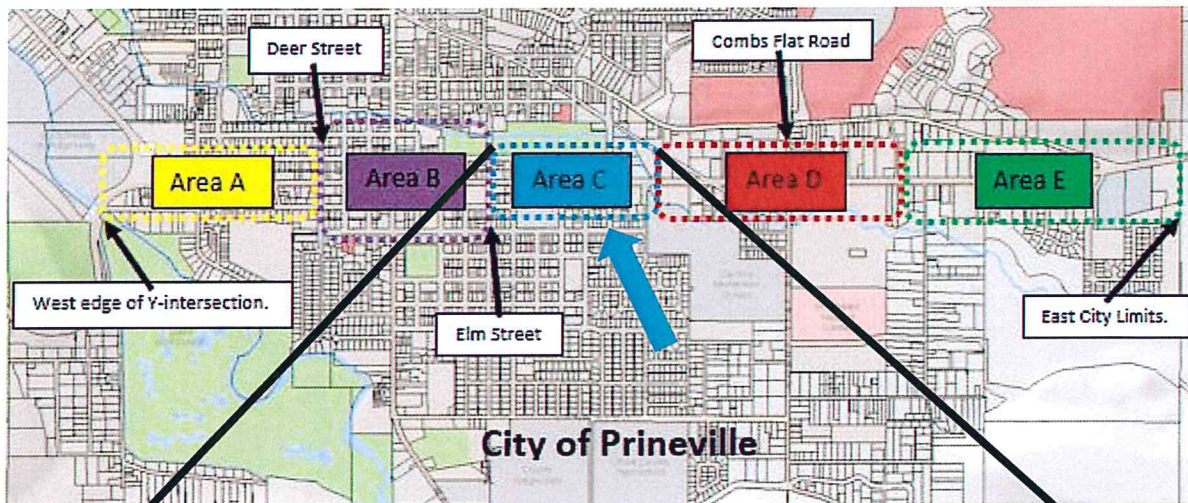 Deer Street
Combs Flat Road
Area A
Area B
Area C
Area D
Area E
West edge of Y-intersection.
Elm Street
East City Limits.
City of Prineville